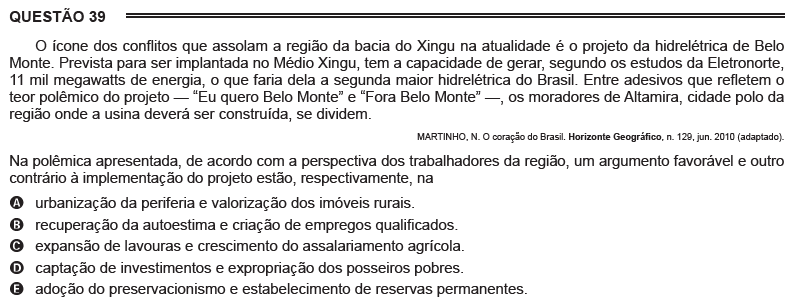 QUESTÃO 39
O ícone dos conflitos que assolam a região da bacia do Xingu na atualidade é o projeto da hidrelétrica de Belo
Monte. Prevista para ser implantada no Médio Xingu, tem a capacidade de gerar, segundo os estudos da Eletronorte,
11 mil megawatts de energia, o que faria dela a segunda maior hidrelétrica do Brasil. Entre adesivos que refletem o
teor polêmico do projeto — “Eu quero Belo Monte” e “Fora Belo Monte” —, os moradores de Altamira, cidade polo da
região onde a usina deverá ser construída, se dividem.
MARTINHO, N. O coração do Brasil. Horizonte Geográfico, n. 129, jun. 2010 (adaptado).
Na polêmica apresentada, de acordo com a perspectiva dos trabalhadores da região, um argumento favorável e outro
contrário à implementação do projeto estão, respectivamente, na
A urbanização da periferia e valorização dos imóveis rurais.
B recuperação da autoestima e criação de empregos qualificados.
C expansão de lavouras e crescimento do assalariamento agrícola.
D captação de investimentos e expropriação dos posseiros pobres.
E adoção do preservacionismo e estabelecimento de reservas permanentes.